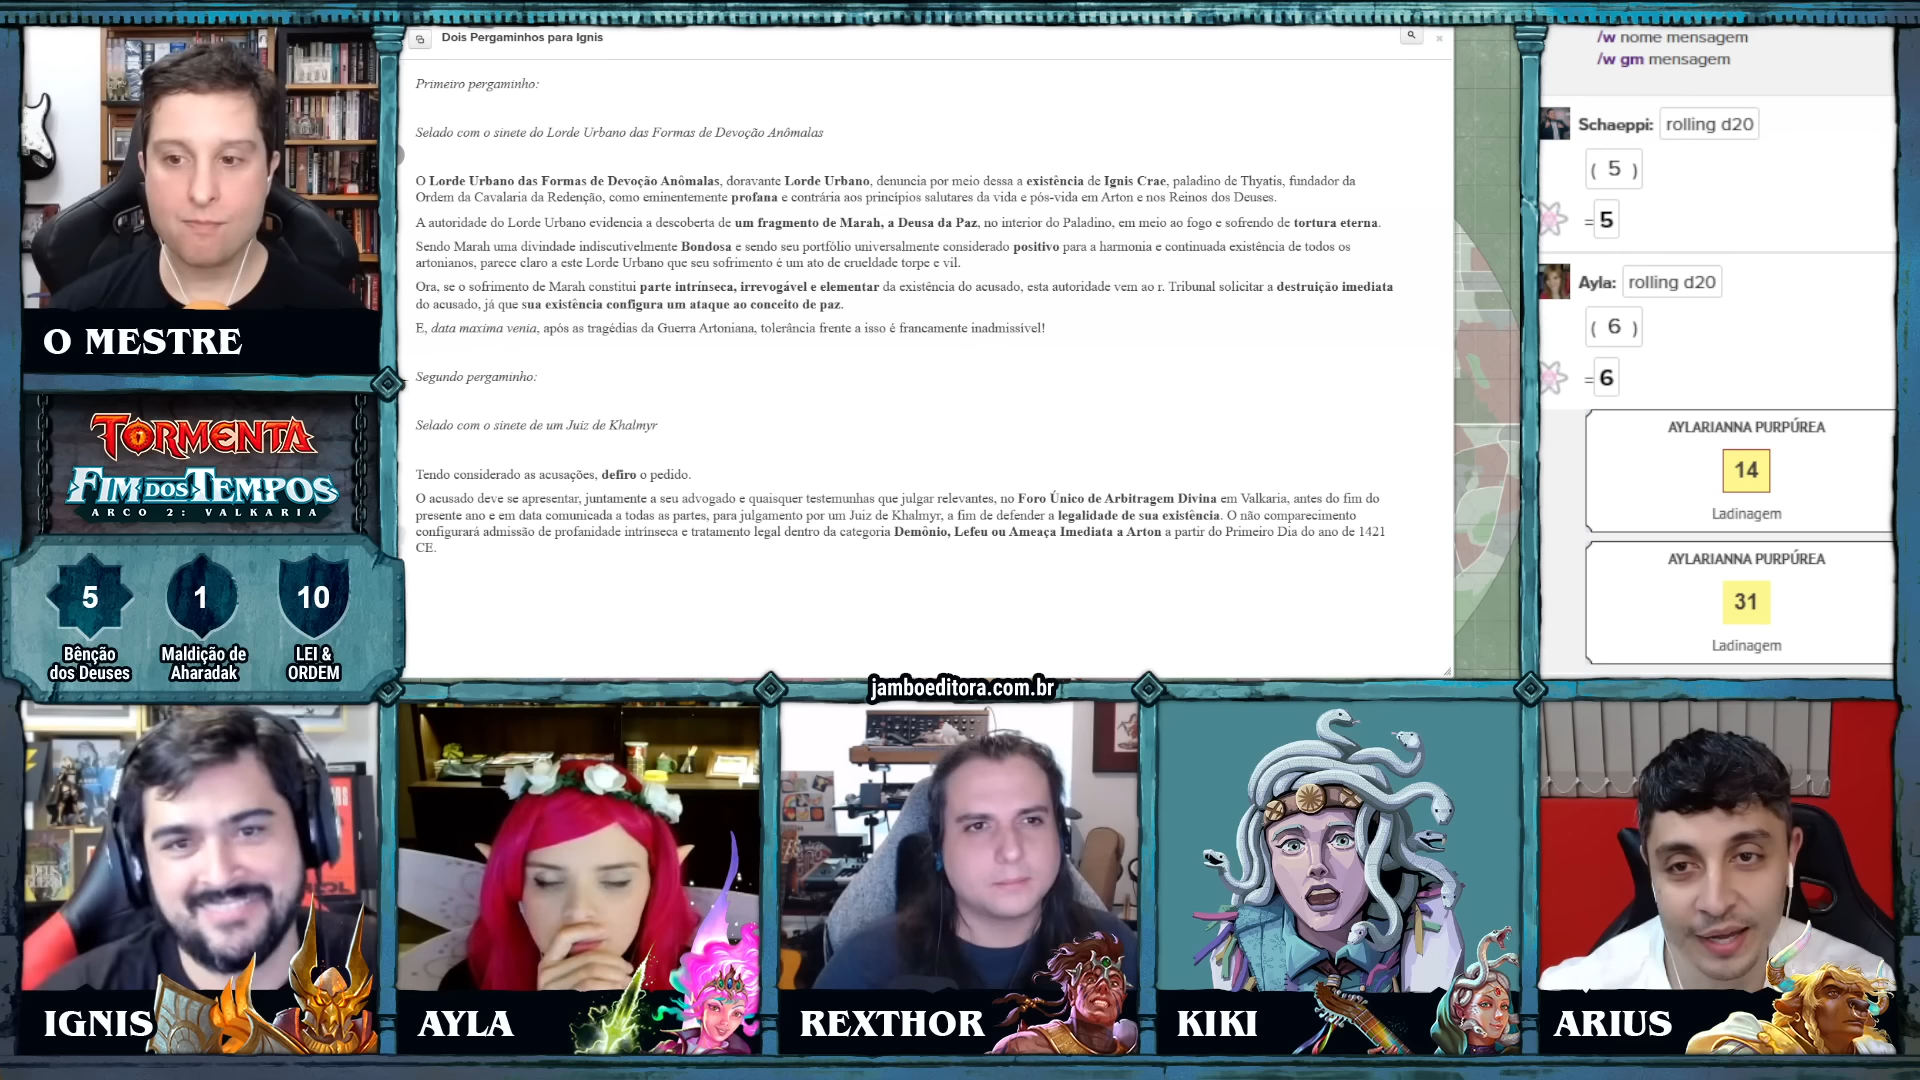 Dois Pergaminhos para Ignis
Primeiro pergaminho:
Selado com o sinete do Lorde Urbano das Formas de Devoção Anômalas
O Lorde Urbano das Formas de Devoção Anômalas, doravante Lorde Urbano, denuncia por meio dessa a existência de Ignis Crae, paladino de Thyatis, fundador da
Ordem da Cavalaria da Redenção, como eminentemente profana e contrária aos princípios salutares da vida e pós-vida em Arton e nos Reinos dos Deuses.
A autoridade do Lorde Urbano evidencia a descoberta de um fragmento de Marah, a Deusa da Paz, no interior do Paladino, em meio ao fogo e sofrendo de tortura eterna.
Sendo Marah uma divindade indiscutivelmente Bondosa e sendo seu portfólio universalmente considerado positivo para a harmonia e continuada existência de todos os
artonianos, parece claro a este Lorde Urbano que seu sofrimento é um ato de crueldade torpe e vil.
Ora, se o sofrimento de Marah constitui parte intrínseca, irrevogável e elementar da existência do acusado, esta autoridade vem ao r. Tribunal solicitar a destruição imediata
do acusado, já que sua existência configura um ataque ao conceito de paz.
E, data maxima venia, após as tragédias da Guerra Artoniana, tolerância frente a isso é francamente inadmissível!
Segundo pergaminho:
Selado com o sinete de um Juiz de Khalmyr
Tendo considerado as acusações, defiro o pedido.
O acusado deve se apresentar, juntamente a seu advogado e quaisquer testemunhas que julgar relevantes, no Foro Único de Arbitragem Divina em Valkaria, antes do fim do
presente ano e em data comunicada a todas as partes, para julgamento por um Juiz de Khalmyr, a fim de defender a legalidade de sua existência. O não comparecimento
configurará admissão de profanidade intrínseca e tratamento legal dentro da categoria Demônio, Lefeu ou Ameaça Imediata a Arton a partir do Primeiro Dia do ano de 1421
CE.
/w nome mensagem
/w gm mensagem
Schaeppi: rolling d20
( 5 )
=5
Ayla: rolling d20
( 6 )
=6
AYLARIANNA PURPÚREA
14
Ladinagem
AYLARIANNA PURPÚREA
31
Ladinagem
O MESTRE
TORMENTA
FIM DOS TEMPOS
ARCO 2: VALKARIA
5
Bênção
dos Deuses
1
Maldição de
Aharadak
10
LEI &
ORDEM
jamboeditora.com.br
IGNIS
AYLA
REXTHOR
KIKI
ARIUS